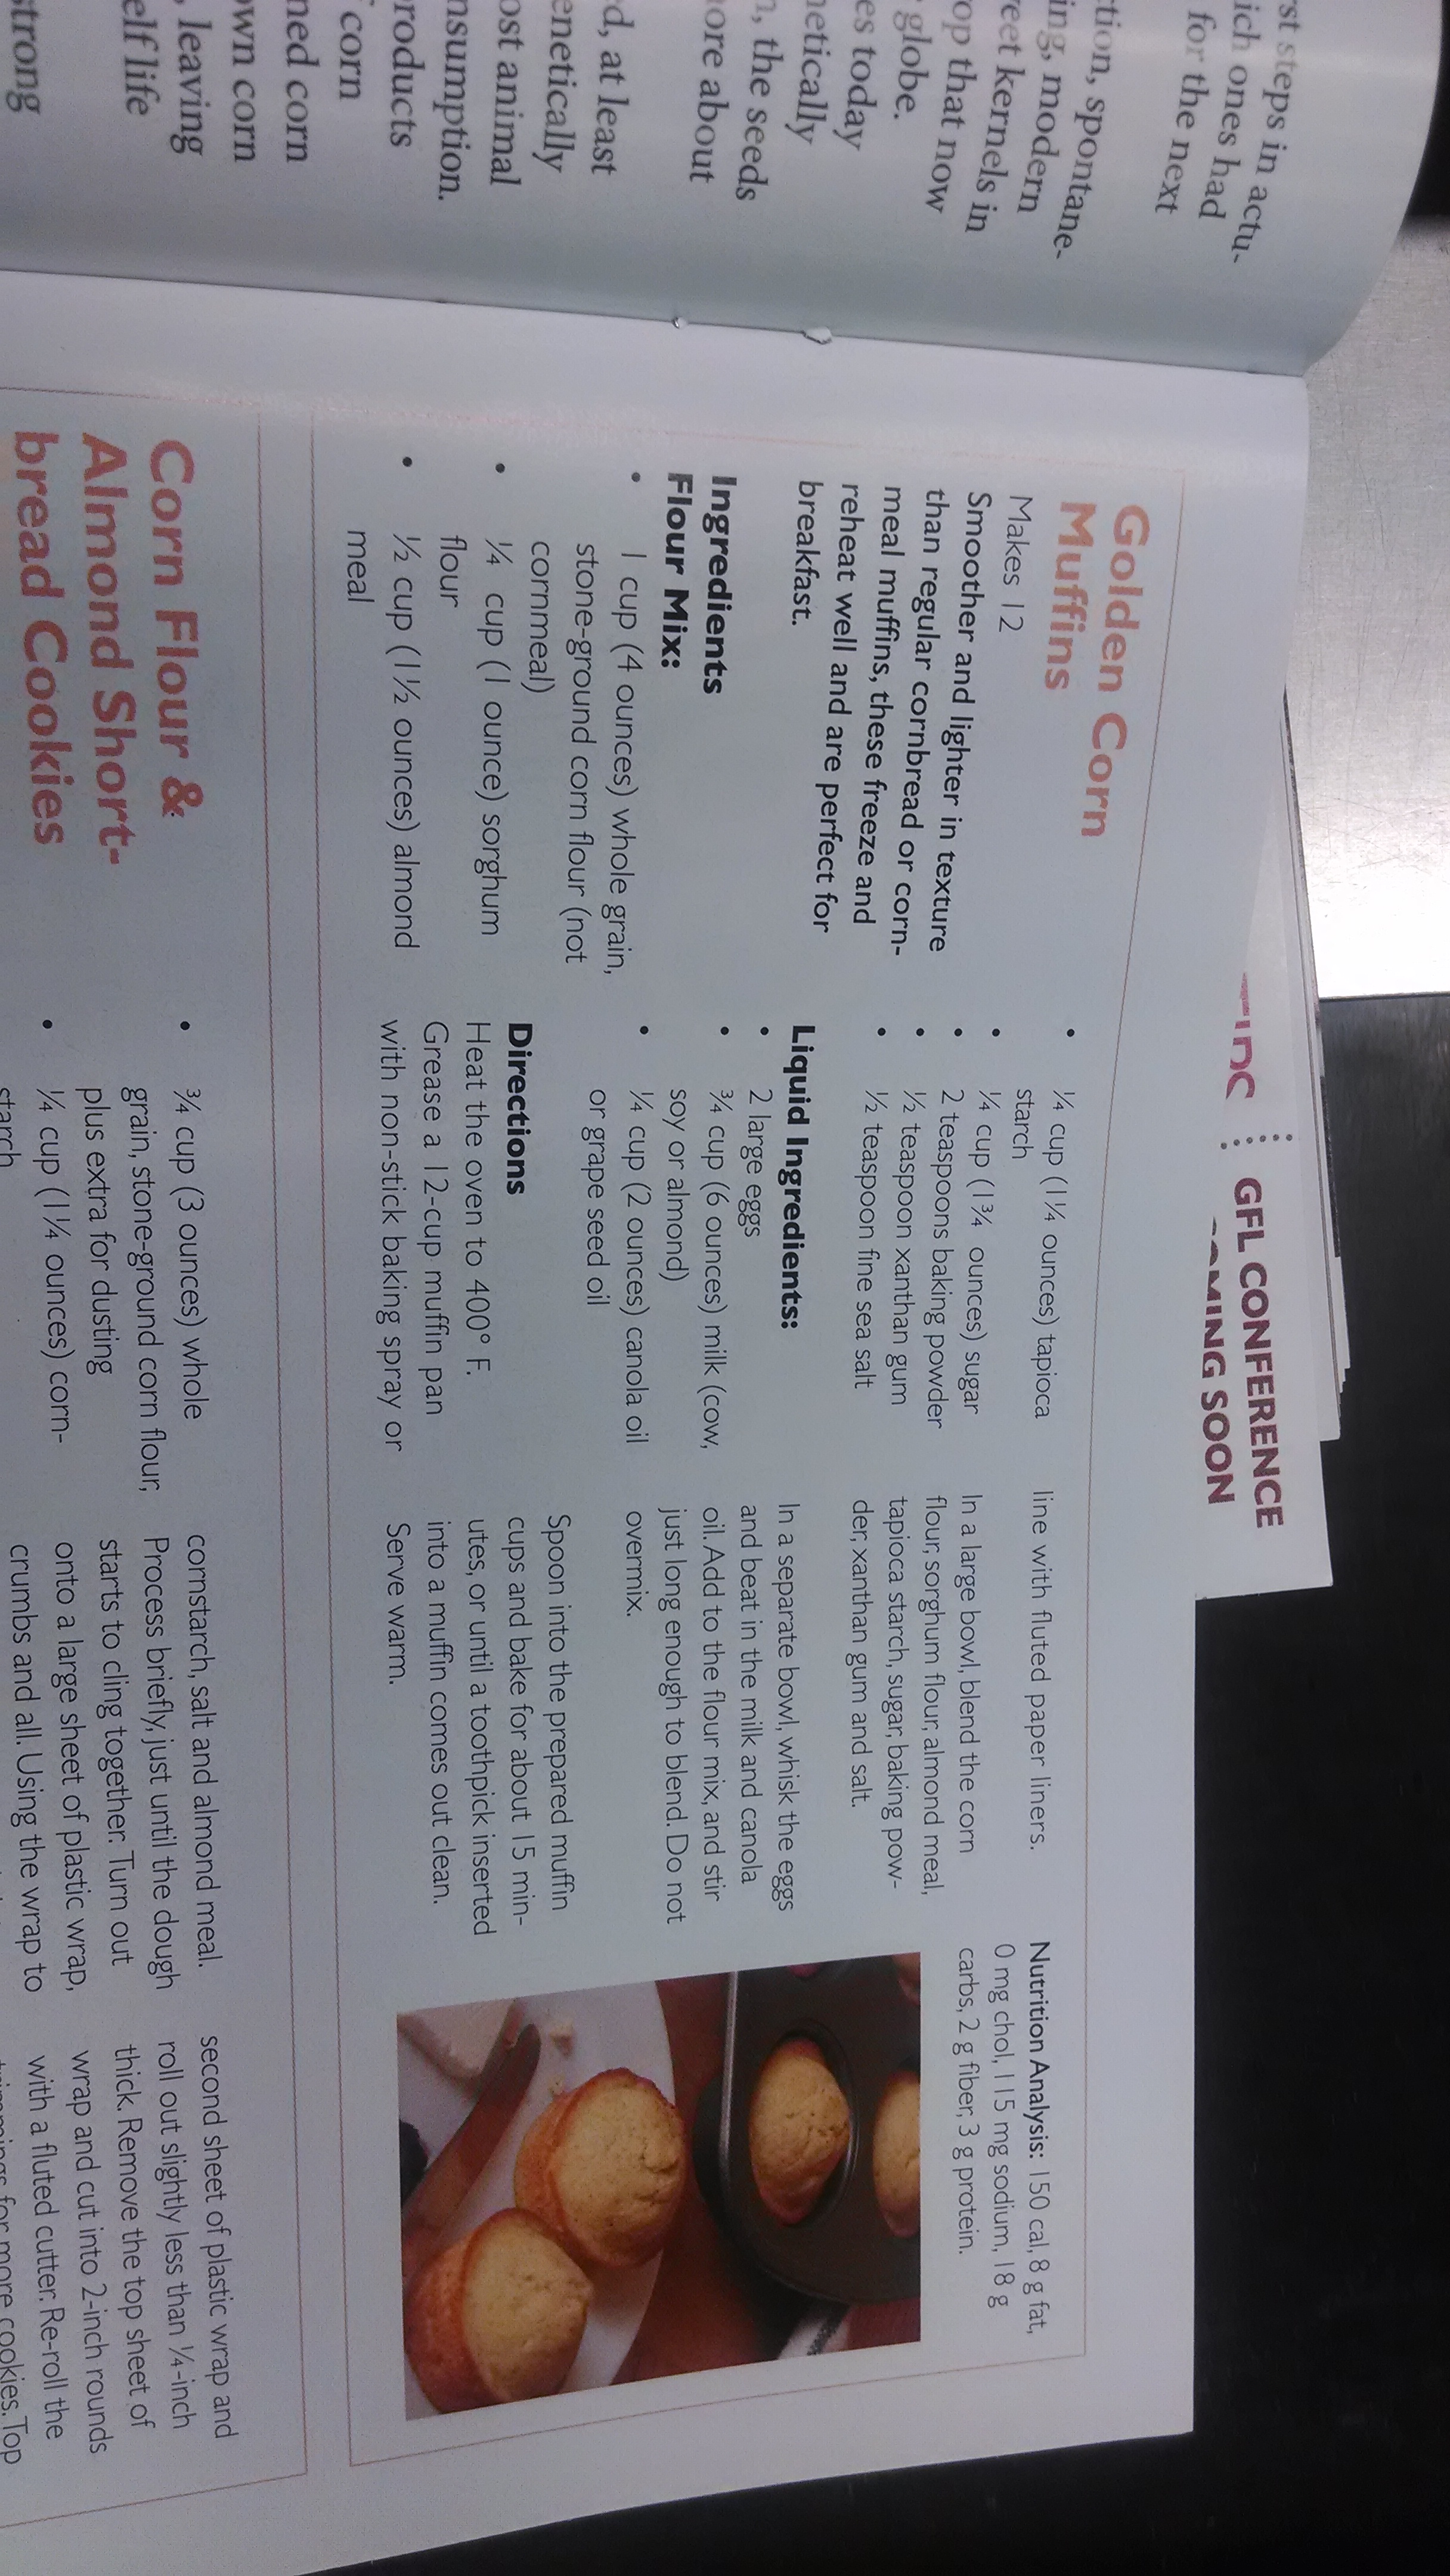 rst steps in actu-
ich ones had
for the next
ction, spontane-
ing, modern
eet kernels in
op that now
globe.
es today
netically
n, the seeds
ore about
d, at least
enetically
ost animal
nsumption.
products
corn
ned corn
own corn
, leaving
elf life
strong
GFL CONFERENCE
COMING SOON
Golden Corn
Muffins
Makes 12
Smoother and lighter in texture
than regular cornbread or corn-
meal muffins, these freeze and
reheat well and are perfect for
breakfast.
Ingredients
Flour Mix:
• 1 cup (4 ounces) whole grain,
stone-ground corn flour (not
cornmeal)
• ¼ cup (1 ounce) sorghum
flour
• ½ cup (1½ ounces) almond
meal
• ¼ cup (1¼ ounces) tapioca
starch
• ¼ cup (1¾ ounces) sugar
• 2 teaspoons baking powder
• ½ teaspoon xanthan gum
• ½ teaspoon fine sea salt
Liquid Ingredients:
• 2 large eggs
• ¾ cup (6 ounces) milk (cow,
soy or almond)
• ¼ cup (2 ounces) canola oil
or grape seed oil
Directions
Heat the oven to 400° F.
Grease a 12-cup muffin pan
with non-stick baking spray or
line with fluted paper liners.
In a large bowl, blend the corn
flour, sorghum flour, almond meal,
tapioca starch, sugar, baking pow-
der, xanthan gum and salt.
In a separate bowl, whisk the eggs
and beat in the milk and canola
oil. Add to the flour mix, and stir
just long enough to blend. Do not
overmix.
Spoon into the prepared muffin
cups and bake for about 15 min-
utes, or until a toothpick inserted
into a muffin comes out clean.
Serve warm.
Nutrition Analysis: 150 cal, 8 g fat,
0 mg chol, 115 mg sodium, 18 g
carbs, 2 g fiber, 3 g protein.
Corn Flour &
Almond Short-
bread Cookies
• ¾ cup (3 ounces) whole
grain, stone-ground corn flour,
plus extra for dusting
• ¼ cup (1¼ ounces) corn-
starch
cornstarch, salt and almond meal.
Process briefly, just until the dough
starts to cling together. Turn out
onto a large sheet of plastic wrap,
crumbs and all. Using the wrap to
second sheet of plastic wrap and
roll out slightly less than ¼-inch
thick. Remove the top sheet of
wrap and cut into 2-inch rounds
with a fluted cutter. Re-roll the
trimmings for more cookies. Top